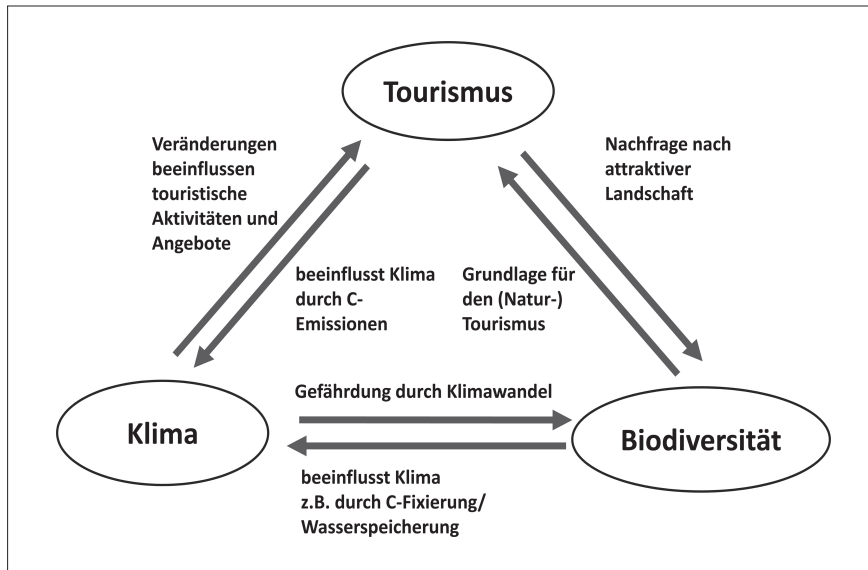 Tourismus
Veränderungen
beeinflussen
touristische
Aktivitäten und
Angebote
Nachfrage nach
attraktiver
Landschaft
beeinflusst Klima
durch C-
Emissionen
Grundlage für
den (Natur-)
Tourismus
Gefährdung durch Klimawandel
Klima
Biodiversität
beeinflusst Klima
z.B. durch C-Fixierung/
Wasserspeicherung